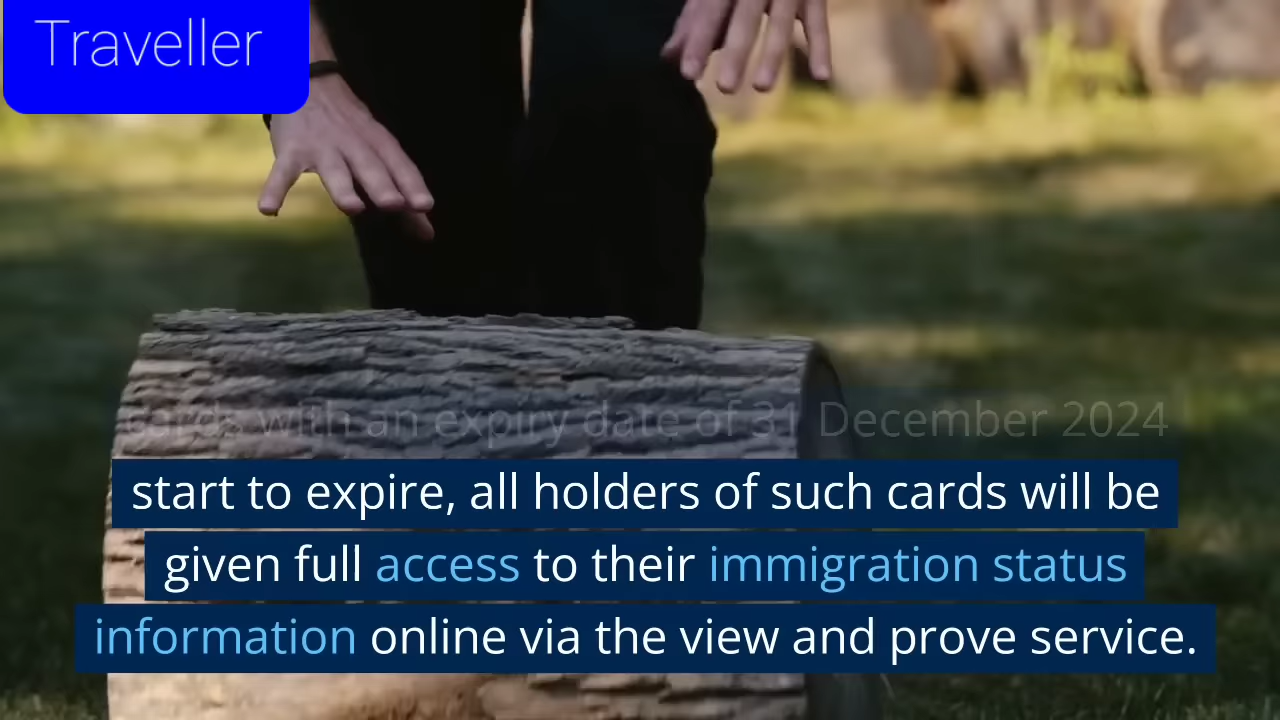 Traveller
cards with an expiry date of 31 December 2024
start to expire, all holders of such cards will be
given full access to their immigration status
information online via the view and prove service.